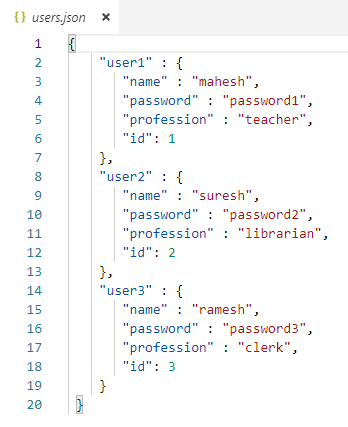 {} users.json ×
1 {
2 "user1" : {
3 "name" : "mahesh",
4 "password" : "password1",
5 "profession" : "teacher",
6 "id": 1
7 },
8 "user2" : {
9 "name" : "suresh",
10 "password" : "password2",
11 "profession" : "librarian",
12 "id": 2
13 },
14 "user3" : {
15 "name" : "ramesh",
16 "password" : "password3",
17 "profession" : "clerk",
18 "id": 3
19 }
20 }